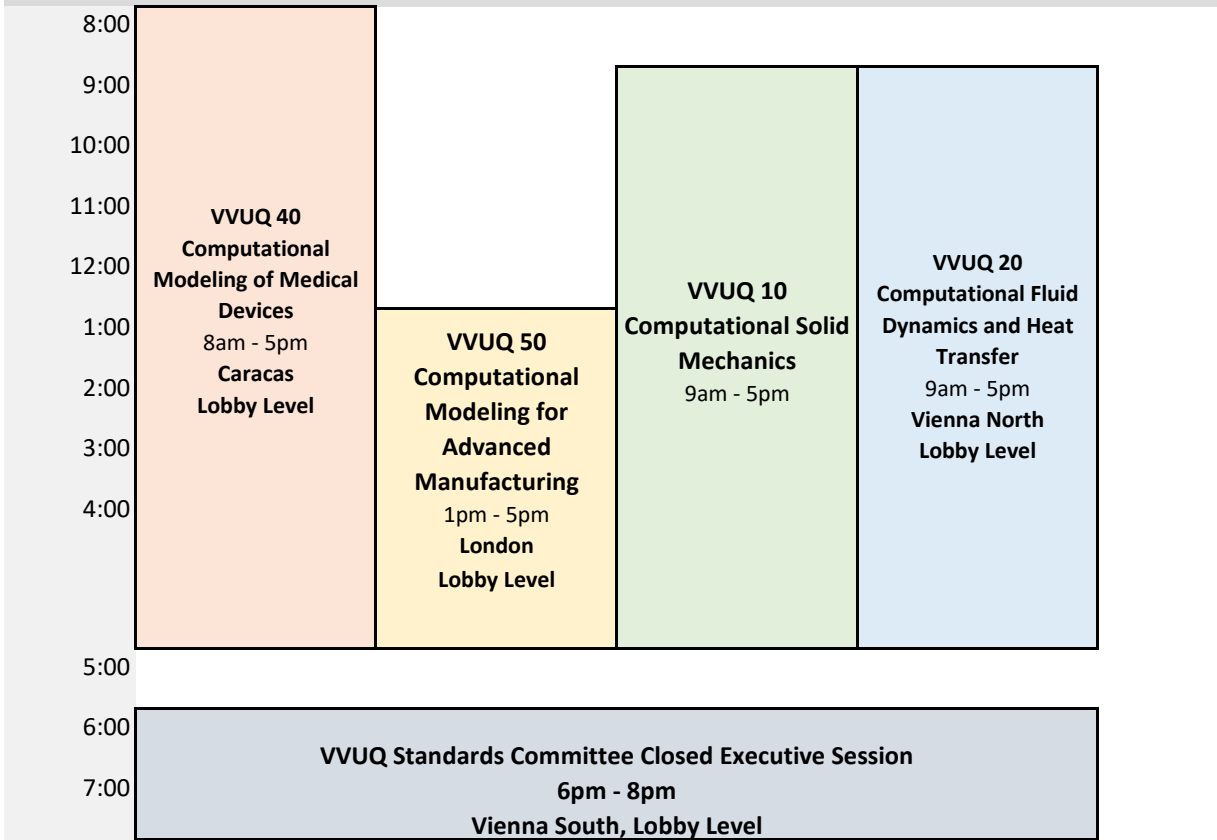 8:00
9:00
10:00
11:00
12:00
1:00
2:00
3:00
4:00
5:00
6:00
7:00
VVUQ 40
Computational
Modeling of Medical
Devices
8am - 5pm
Caracas
Lobby Level
VVUQ 50
Computational
Modeling for
Advanced
Manufacturing
1pm - 5pm
London
Lobby Level
VVUQ 10
Computational Solid
Mechanics
9am - 5pm
VVUQ 20
Computational Fluid
Dynamics and Heat
Transfer
9am - 5pm
Vienna North
Lobby Level
VVUQ Standards Committee Closed Executive Session
6pm - 8pm
Vienna South, Lobby Level